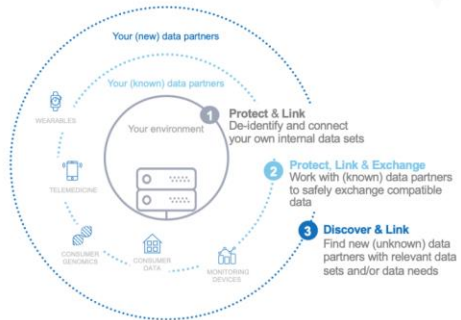 Your (new) data partners
Your (known) data partners
WEARABLES
Your environment
1
Protect & Link
De-identify and connect
your own internal data sets
TELEMEDICINE
2
Protect, Link & Exchange
Work with (known) data partners
to safely exchange compatible
data
CONSUMER
GENOMICS
CONSUMER
DATA
MONITORING
DEVICES
3
Discover & Link
Find new (unknown) data
partners with relevant data
sets and/or data needs